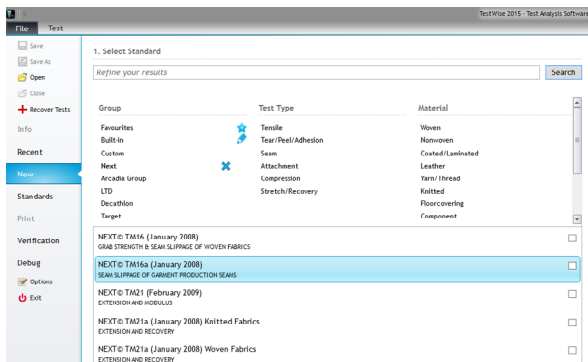 TestWise 2015 - Test Analysis Software
File Test
Save
Save As
Open
Close
Recover Tests
Info
Recent
New
Standards
Print
Verification
Debug
Options
Exit
1. Select Standard
Refine your results
Search
Group
Favourites
Built-in
Custom
Next
Arcadia Group
LTD
Decathlon
Target
Test Type
Tensile
Tear/Peel/Adhesion
Seam
Attachment
Compression
Stretch/Recovery
Material
Woven
Nonwoven
Coated/Laminated
Leather
Yarn/Thread
Knitted
Floorcovering
Component
NEXT© TM16 (January 2008)
GRAB STRENGTH & SEAM SLIPPAGE OF WOVEN FABRICS
NEXT© TM16a (January 2008)
SEAM SLIPPAGE OF GARMENT PRODUCTION SEAMS
NEXT© TM21 (February 2009)
EXTENSION AND MODULUS
NEXT© TM21a (January 2008) Knitted Fabrics
EXTENSION AND RECOVERY
NEXT© TM21a (January 2008) Woven Fabrics
EXTENSION AND RECOVERY